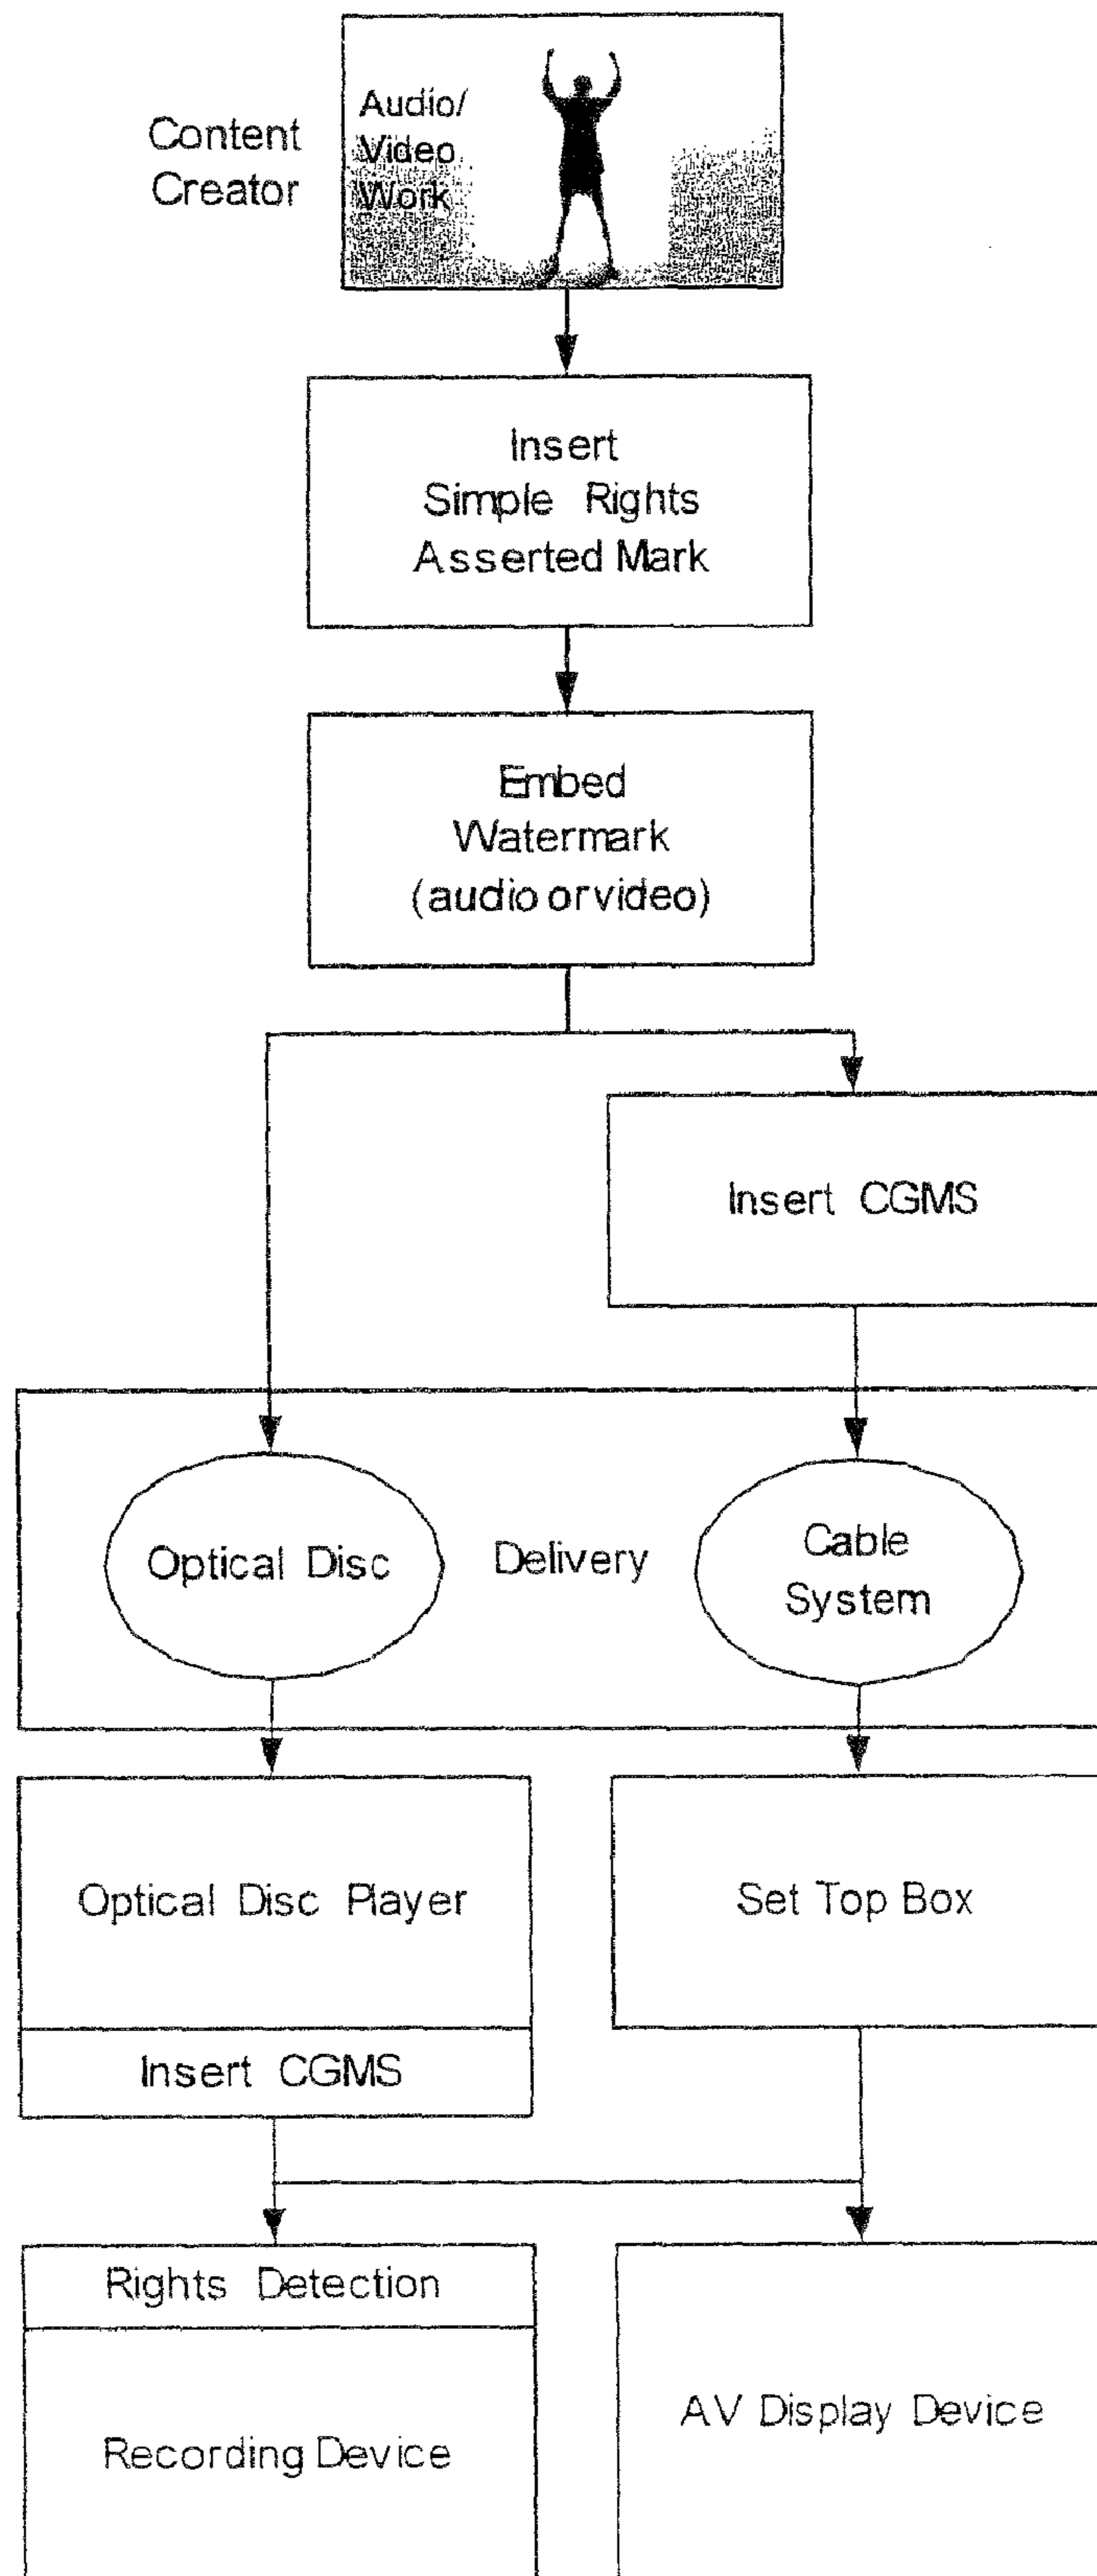 Content
Creator
Audio/
Video
Work
Insert
Simple Rights
Asserted Mark
Embed
Watermark
(audio or video)
Insert CGMS
Optical Disc
Delivery
Cable
System
Optical Disc Player
Set Top Box
Insert CGMS
Rights Detection
Recording Device
AV Display Device